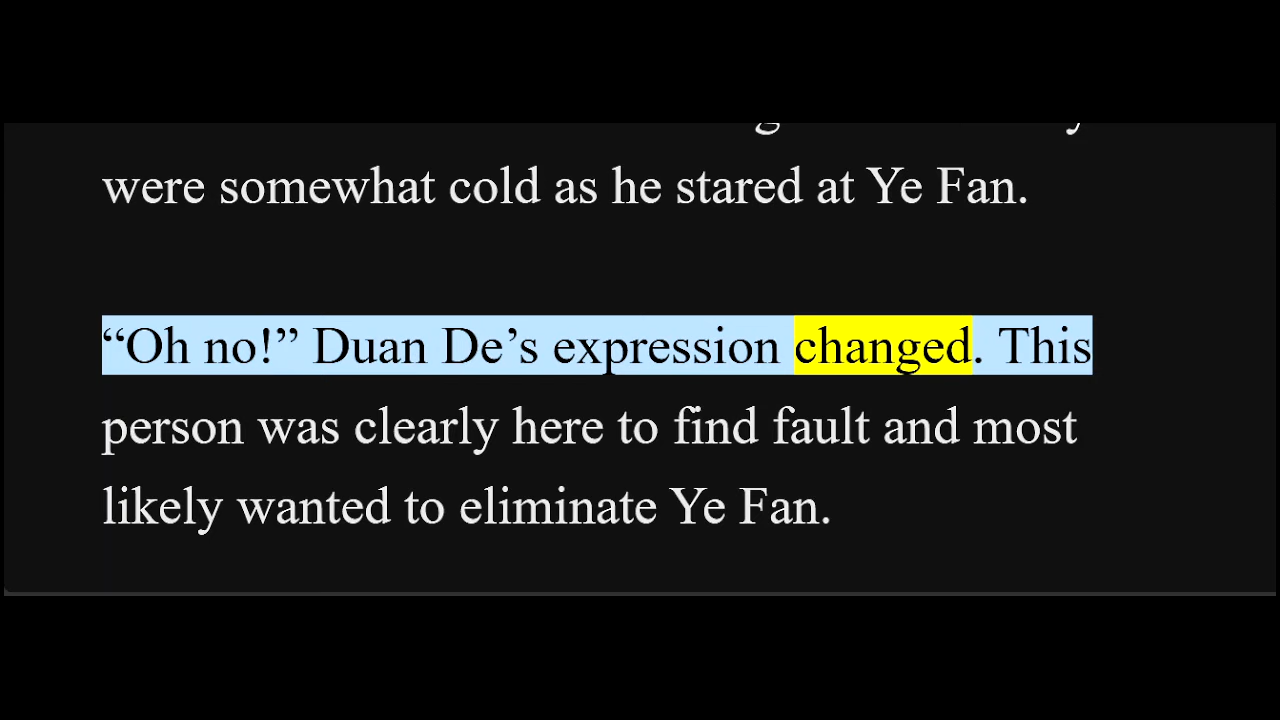 were somewhat cold as he stared at Ye Fan.
“Oh no!” Duan De’s expression changed. This
person was clearly here to find fault and most
likely wanted to eliminate Ye Fan.